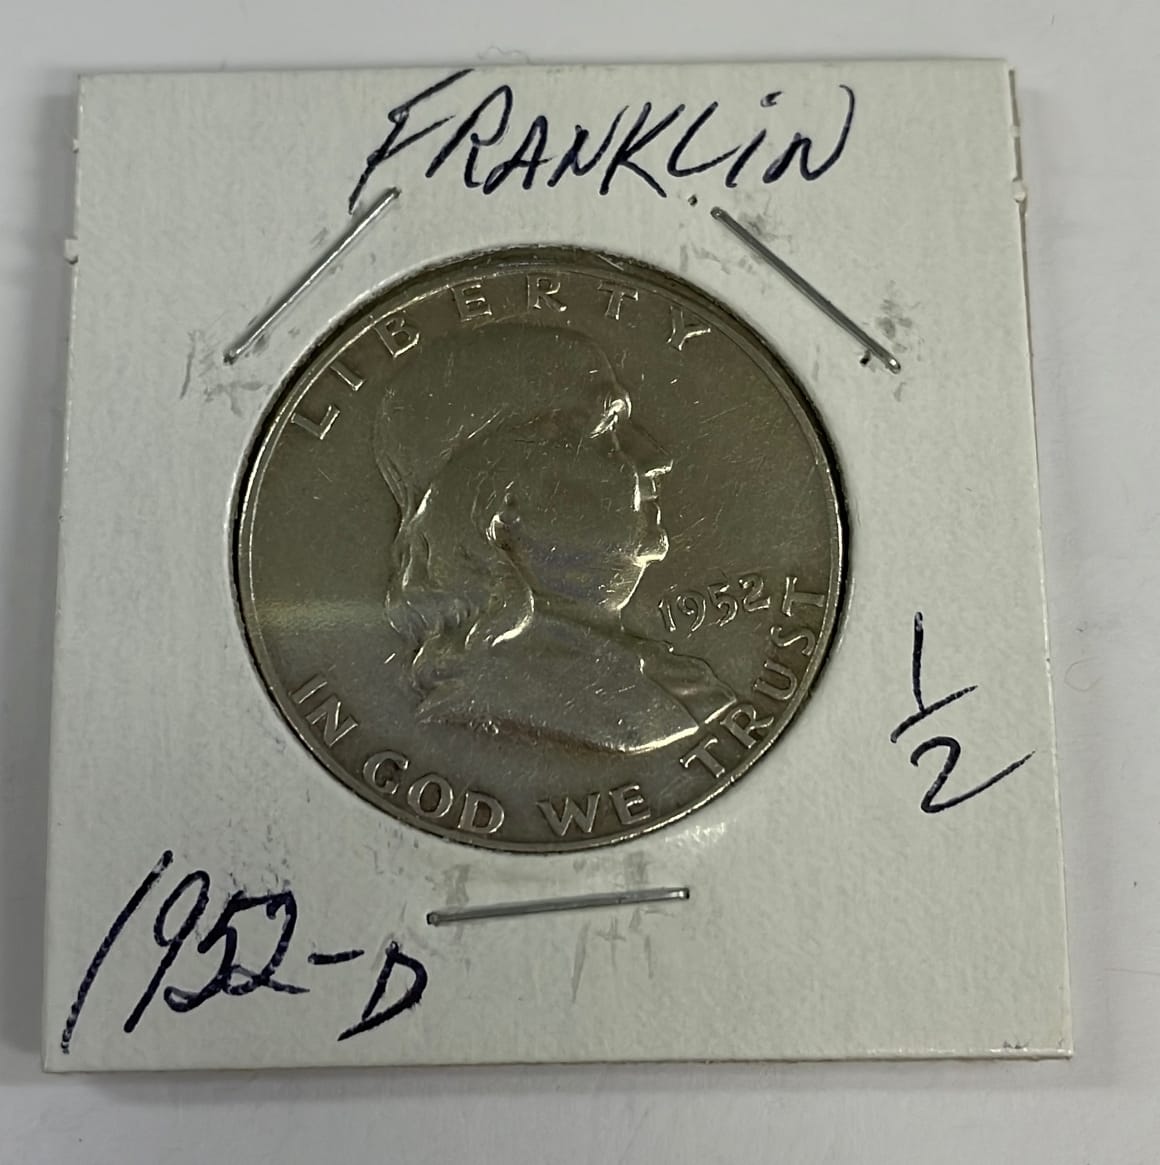 FRANKLiN
LIBERTY
1952
IN GOD WE TRUST
1/2
1952-D